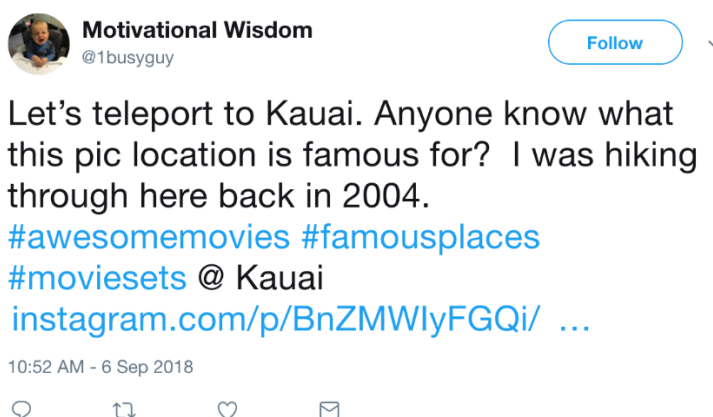 Motivational Wisdom
@1busyguy
Follow
Let’s teleport to Kauai. Anyone know what
this pic location is famous for?  I was hiking
through here back in 2004.
#awesomemovies #famousplaces
#moviesets @ Kauai
instagram.com/p/BnZMWIyFGQi/ …
10:52 AM - 6 Sep 2018